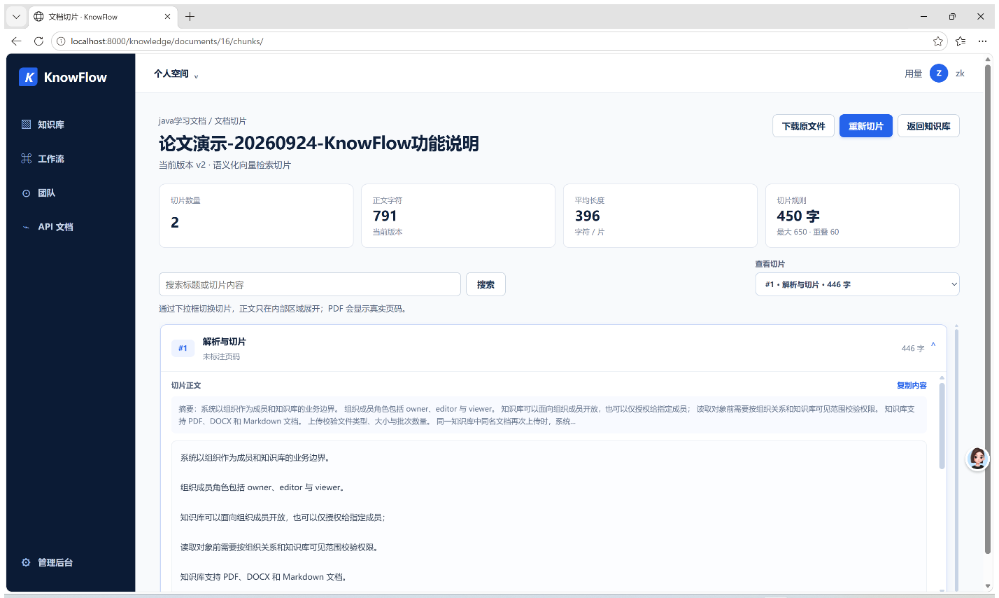 文档切片 · KnowFlow
localhost:8000/knowledge/documents/16/chunks/
K KnowFlow
知识库
工作流
团队
API 文档
管理后台
个人空间
用量 Z zk
java学习文档 / 文档切片
论文演示-20260924-KnowFlow功能说明
当前版本 v2 · 语义化向量检索切片
下载原文件 重新切片 返回知识库
切片数量
2
正文字符
791
当前版本
平均长度
396
字符 / 片
切片规则
450 字
最大 650 · 重叠 60
搜索标题或切片内容 搜索
查看切片
#1 • 解析与切片 • 446 字
通过下拉框切换切片，正文只在内部区域展开；PDF 会显示真实页码。
#1 解析与切片
未标注页码
446 字
切片正文 复制内容
摘要：系统以组织作为成员和知识库的业务边界。 组织成员角色包括 owner、editor 与 viewer。 知识库可以面向组织成员开放，也可以仅授权给指定成员； 读取对象前需要按组织关系和知识库可见范围校验权限。 知识库支
持 PDF、DOCX 和 Markdown 文档。 上传校验文件类型、大小与批次数量。 同一知识库中同名文档再次上传时，系统...
系统以组织作为成员和知识库的业务边界。
组织成员角色包括 owner、editor 与 viewer。
知识库可以面向组织成员开放，也可以仅授权给指定成员；
读取对象前需要按组织关系和知识库可见范围校验权限。
知识库支持 PDF、DOCX 和 Markdown 文档。